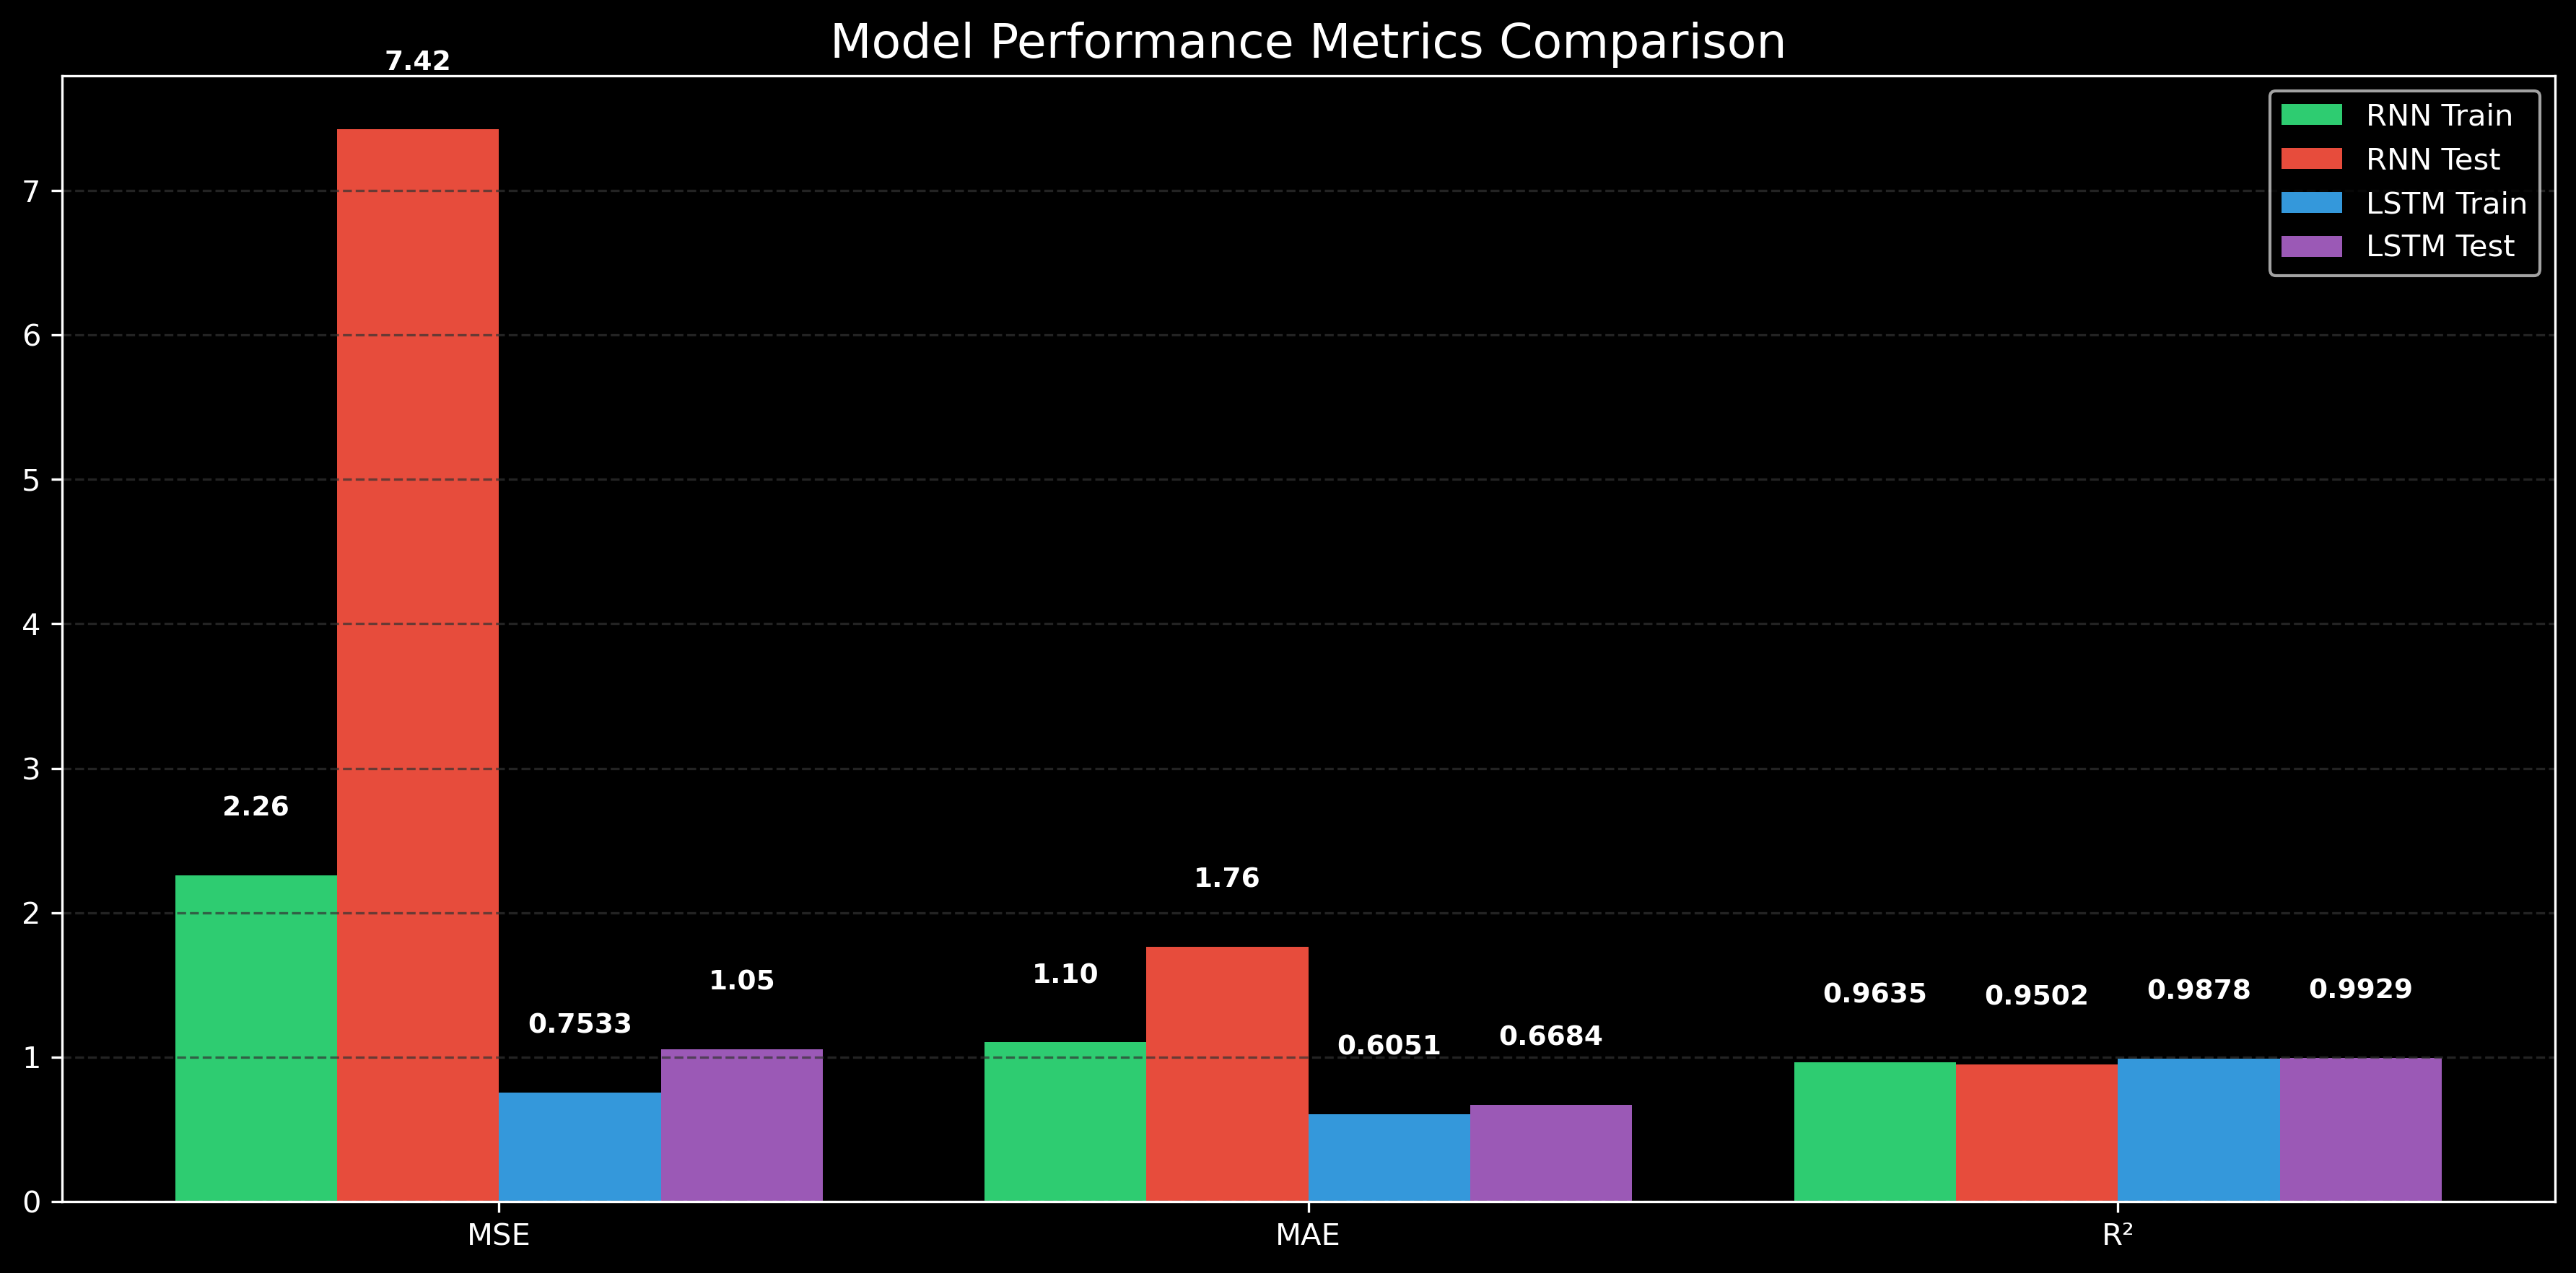 Model Performance Metrics Comparison
7.42
RNN Train
RNN Test
LSTM Train
LSTM Test
7
6
5
4
3
2
1
0
2.26
0.7533
1.05
1.10
1.76
0.6051
0.6684
0.9635
0.9502
0.9878
0.9929
MSE
MAE
R²